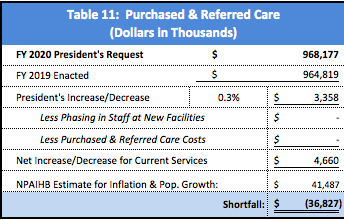 Table 11: Purchased & Referred Care
(Dollars in Thousands)
FY 2020 President's Request $ 968,177
FY 2019 Enacted $ 964,819
President's Increase/Decrease 0.3% $ 3,358
Less Phasing in Staff at New Facilities $ -
Less Purchased & Referred Care Costs $ -
Net Increase/Decrease for Current Services $ 4,660
NPAIHB Estimate for Inflation & Pop. Growth: $ 41,487
Shortfall: $ (36,827)